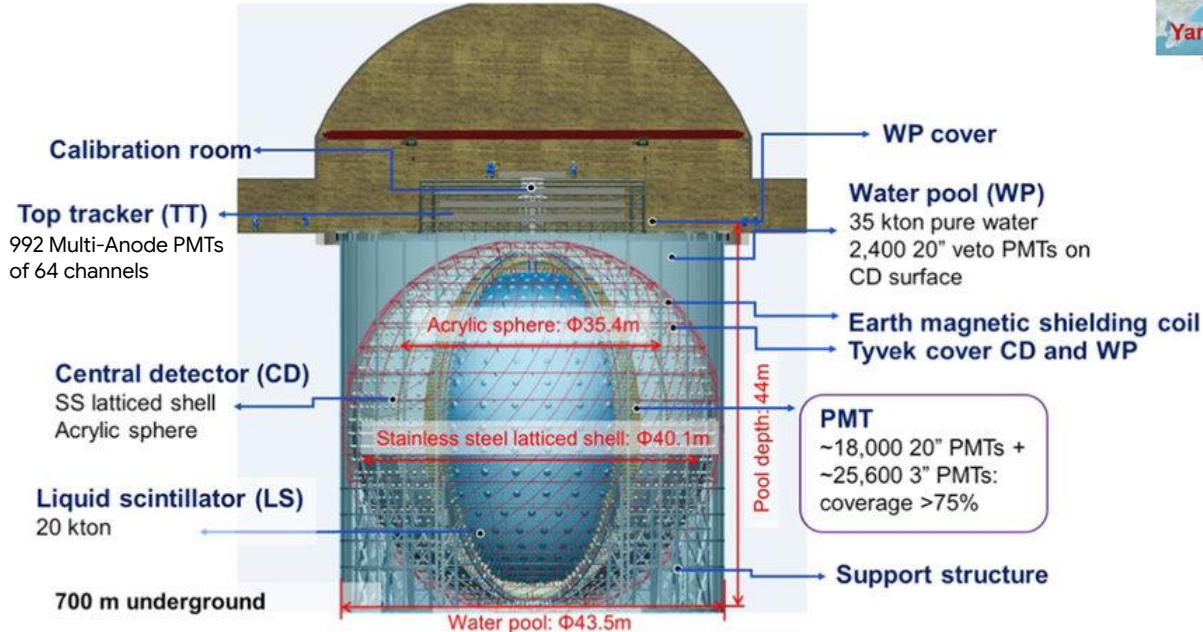 Yan
Calibration room
Top tracker (TT)
992 Multi-Anode PMTs
of 64 channels
Central detector (CD)
SS latticed shell
Acrylic sphere
Liquid scintillator (LS)
20 kton
700 m underground
Acrylic sphere: Φ35.4m
Stainless steel latticed shell: Φ40.1m
Water pool: Φ43.5m
Pool depth: 44m
WP cover
Water pool (WP)
35 kton pure water
2,400 20” veto PMTs on
CD surface
Earth magnetic shielding coil
Tyvek cover CD and WP
PMT
~18,000 20” PMTs +
~25,600 3” PMTs:
coverage >75%
Support structure